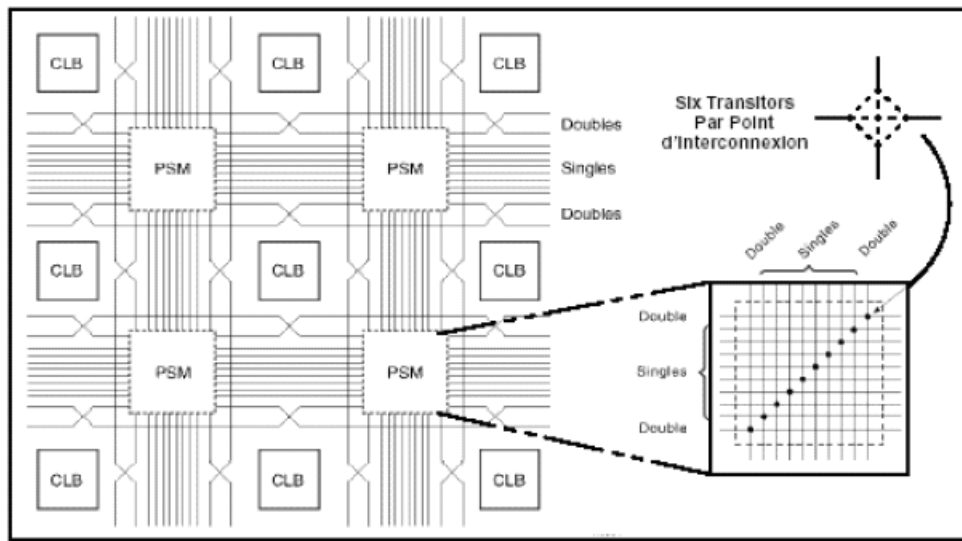 CLB
CLB
CLB
Doubles
PSM
PSM
Singles
Doubles
CLB
CLB
CLB
PSM
PSM
CLB
CLB
CLB
Six Transitors
Par Point
d'Interconnexion
Double
Singles
Double
Double
Singles
Double